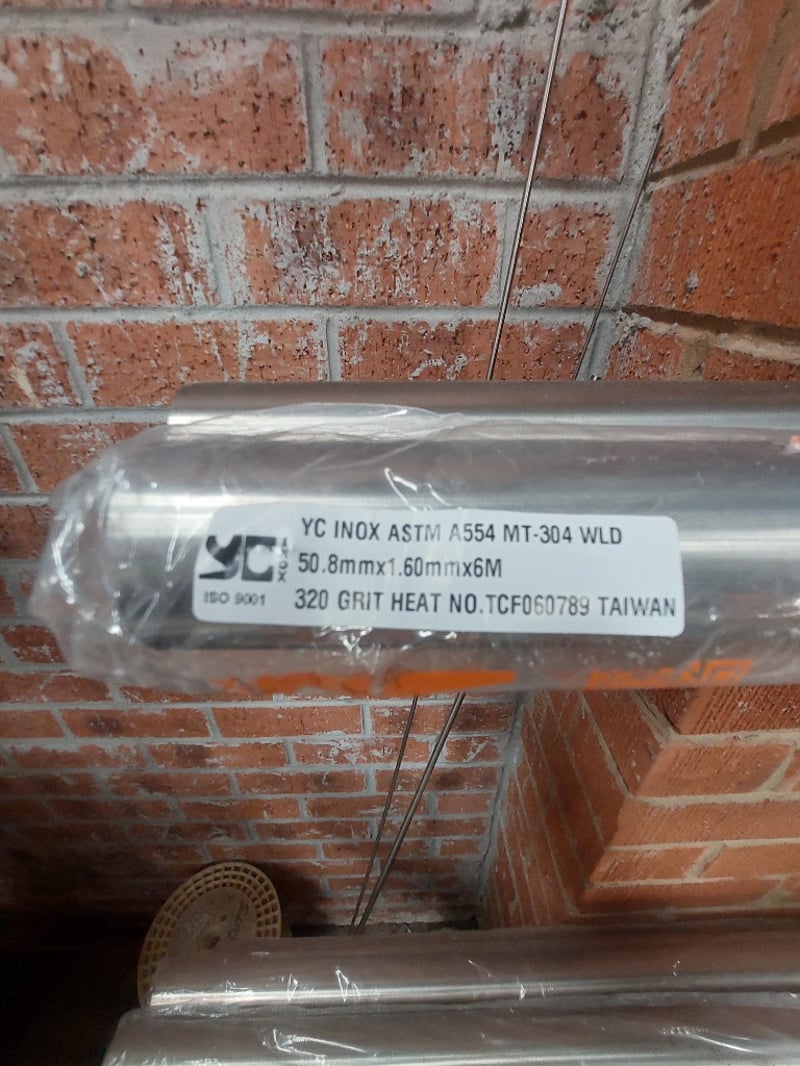 YC INOX ASTM A554 MT-304 WLD
YC INOX
50.8mmx1.60mmx6M
ISO 9001
320 GRIT HEAT NO.TCF060789 TAIWAN